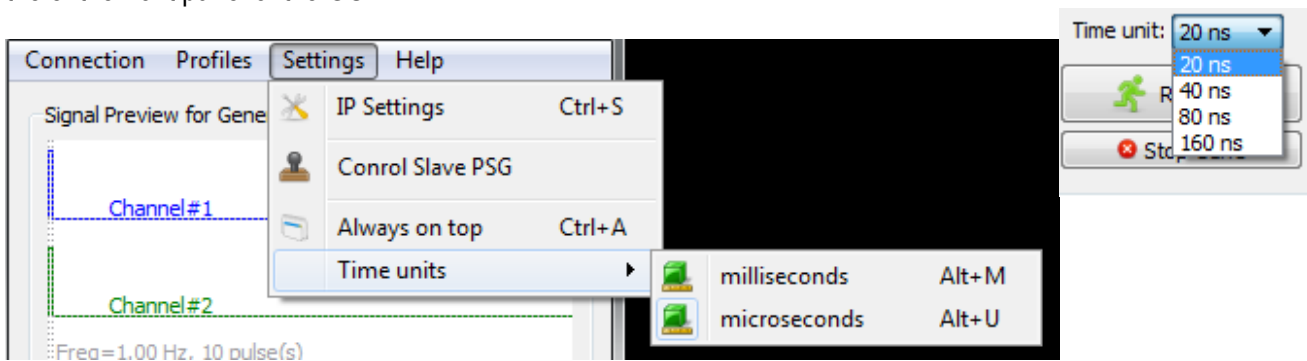 Time unit: 20 ns
20 ns
40 ns
80 ns
160 ns
Connection Profiles Settings Help
Signal Preview for Gene
IP Settings Ctrl+S
Conrol Slave PSG
Channel#1
Always on top Ctrl+A
Time units
milliseconds Alt+M
Channel#2
microseconds Alt+U
Freq=1.00 Hz, 10 pulse(s)